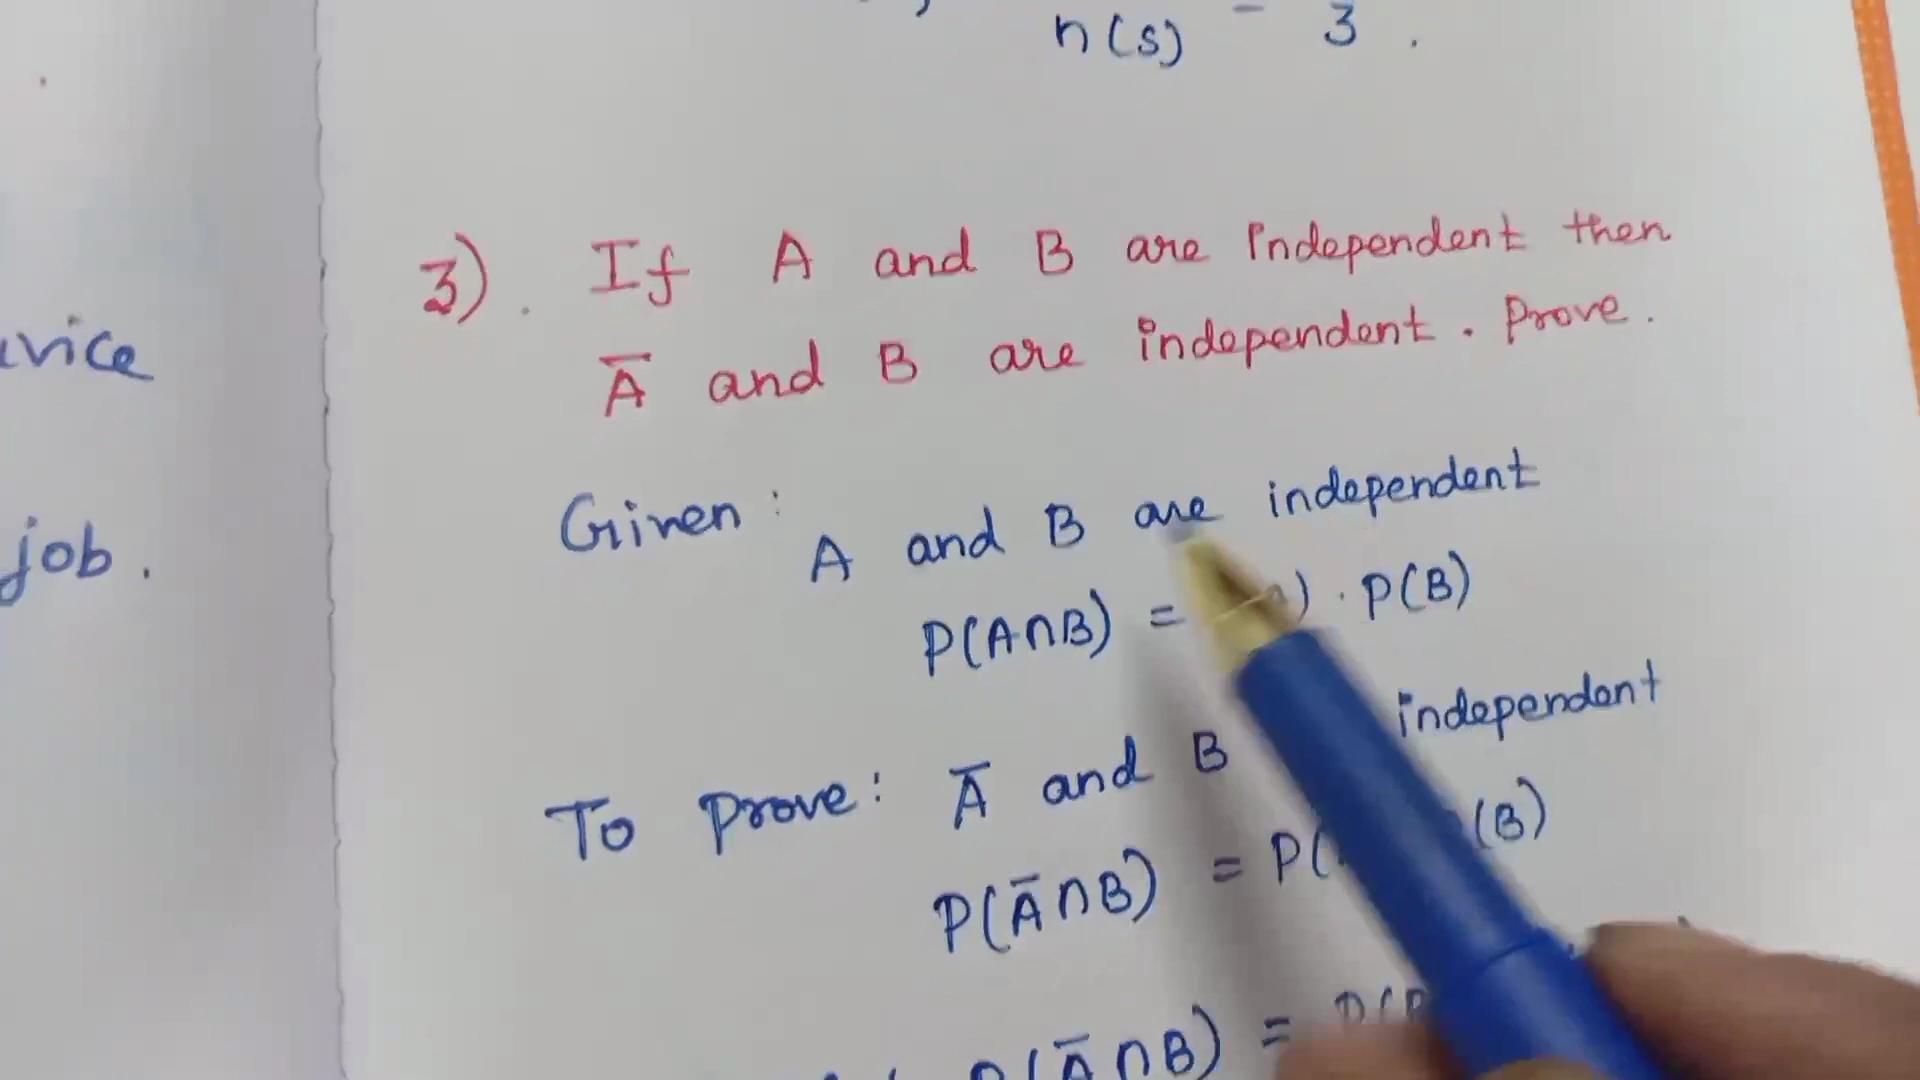 job.
n(s) - 3.
3). If A and B are independent then
Ā and B are independent. Prove.
Given: A and B are independent
P(A∩B) = ) . P(B)
To Prove: Ā and B independent
P(Ā∩B) = P( (B)
P(Ā∩B) =